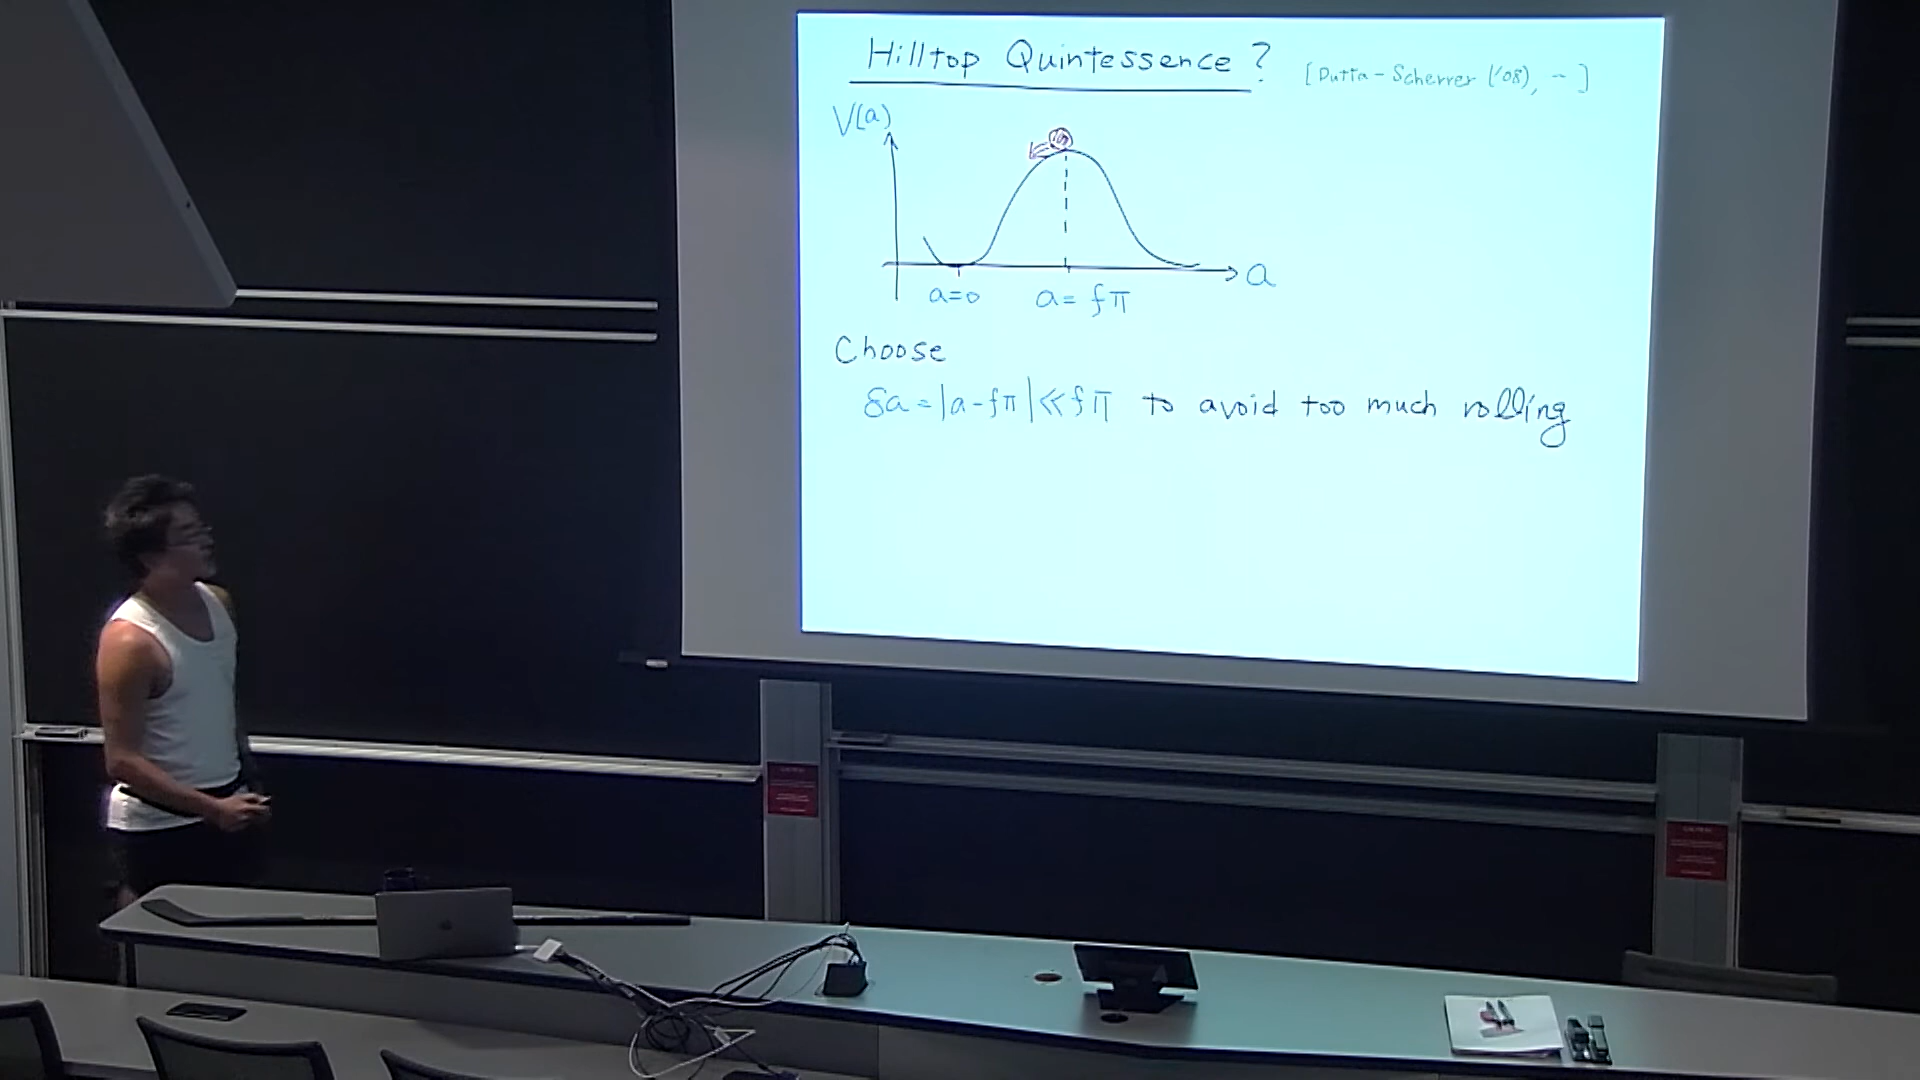 Hilltop Quintessence ? [Dutta-Scherrer ('08), -- ]
V(a)
a
a=0 a= fπ
Choose
δa = |a-fπ| ≪ fπ to avoid too much rolling